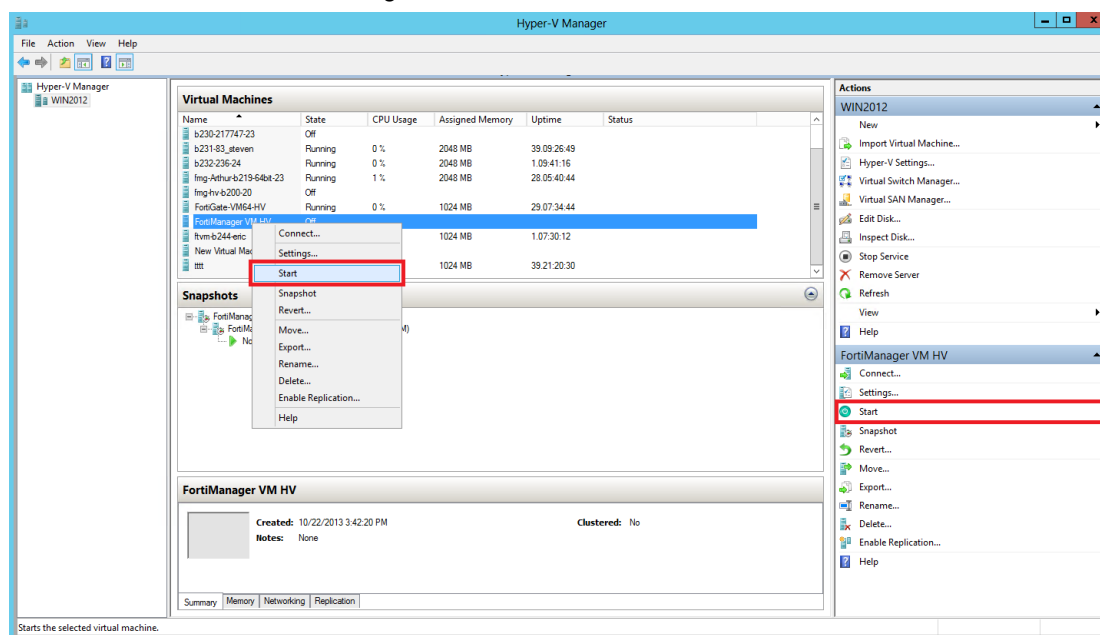 Hyper-V Manager
File Action View Help
Hyper-V Manager
WIN2012
Virtual Machines
Name State CPU Usage Assigned Memory Uptime Status
b230-217747-23 Off
b231-83_steven Running 0 % 2048 MB 39.09:26:49
b232-236-24 Running 0 % 2048 MB 1.09:41:16
fmg-Arthur-b219-64bit-23 Running 1 % 2048 MB 28.05:40:44
fmg-hv-b200-20 Off
FortiGate-VM64-HV Running 0 % 1024 MB 29.07:34:44
FortiManager VM HV Off
ftvm-b244-eric 1024 MB 1.07:30:12
New Virtual Mac
tttt 1024 MB 39.21:20:30
Connect...
Settings...
Start
Snapshot
Revert...
Move...
Export...
Rename...
Delete...
Enable Replication...
Help
Snapshots
FortiManag
FortiMa M)
No
FortiManager VM HV
Created: 10/22/2013 3:42:20 PM Clustered: No
Notes: None
Summary Memory Networking Replication
Actions
WIN2012
New
Import Virtual Machine...
Hyper-V Settings...
Virtual Switch Manager...
Virtual SAN Manager...
Edit Disk...
Inspect Disk...
Stop Service
Remove Server
Refresh
View
Help
FortiManager VM HV
Connect...
Settings...
Start
Snapshot
Revert...
Move...
Export...
Rename...
Delete...
Enable Replication...
Help
Starts the selected virtual machine.